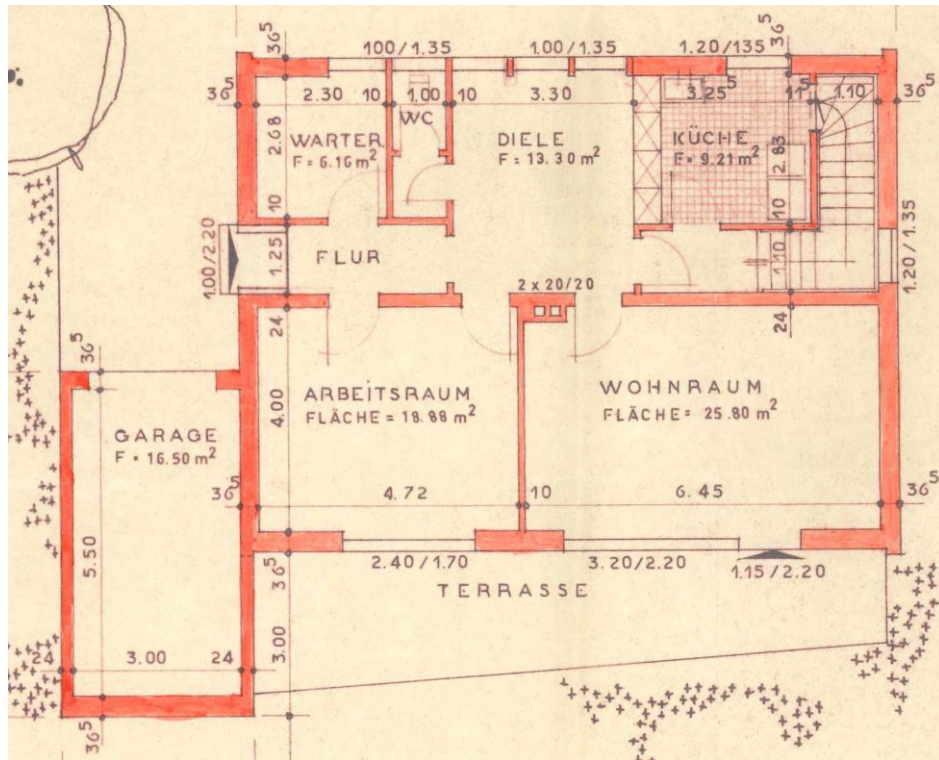 36⁵
100/1.35
1.00/1.35
1.20/135
36⁵
36⁵
2.30
10
1.00
10
3.30
3.25
11⁵
1.10
36⁵
WC
2.68
WARTER
F = 6.16 m²
DIELE
F = 13.30 m²
KÜCHE
F = 9.21 m²
2.83
10
10
1.00/2.20
1.25
FLUR
1.10
1.20/1.35
2 x 20/20
24
24
36⁵
4.00
ARBEITSRAUM
FLÄCHE = 18.88 m²
WOHNRAUM
FLÄCHE = 25.80 m²
GARAGE
F = 16.50 m²
36⁵
4.72
10
6.45
36⁵
5.50
36⁵
2.40/1.70
3.20/2.20
1.15/2.20
TERRASSE
3.00
24
3.00
24
36⁵